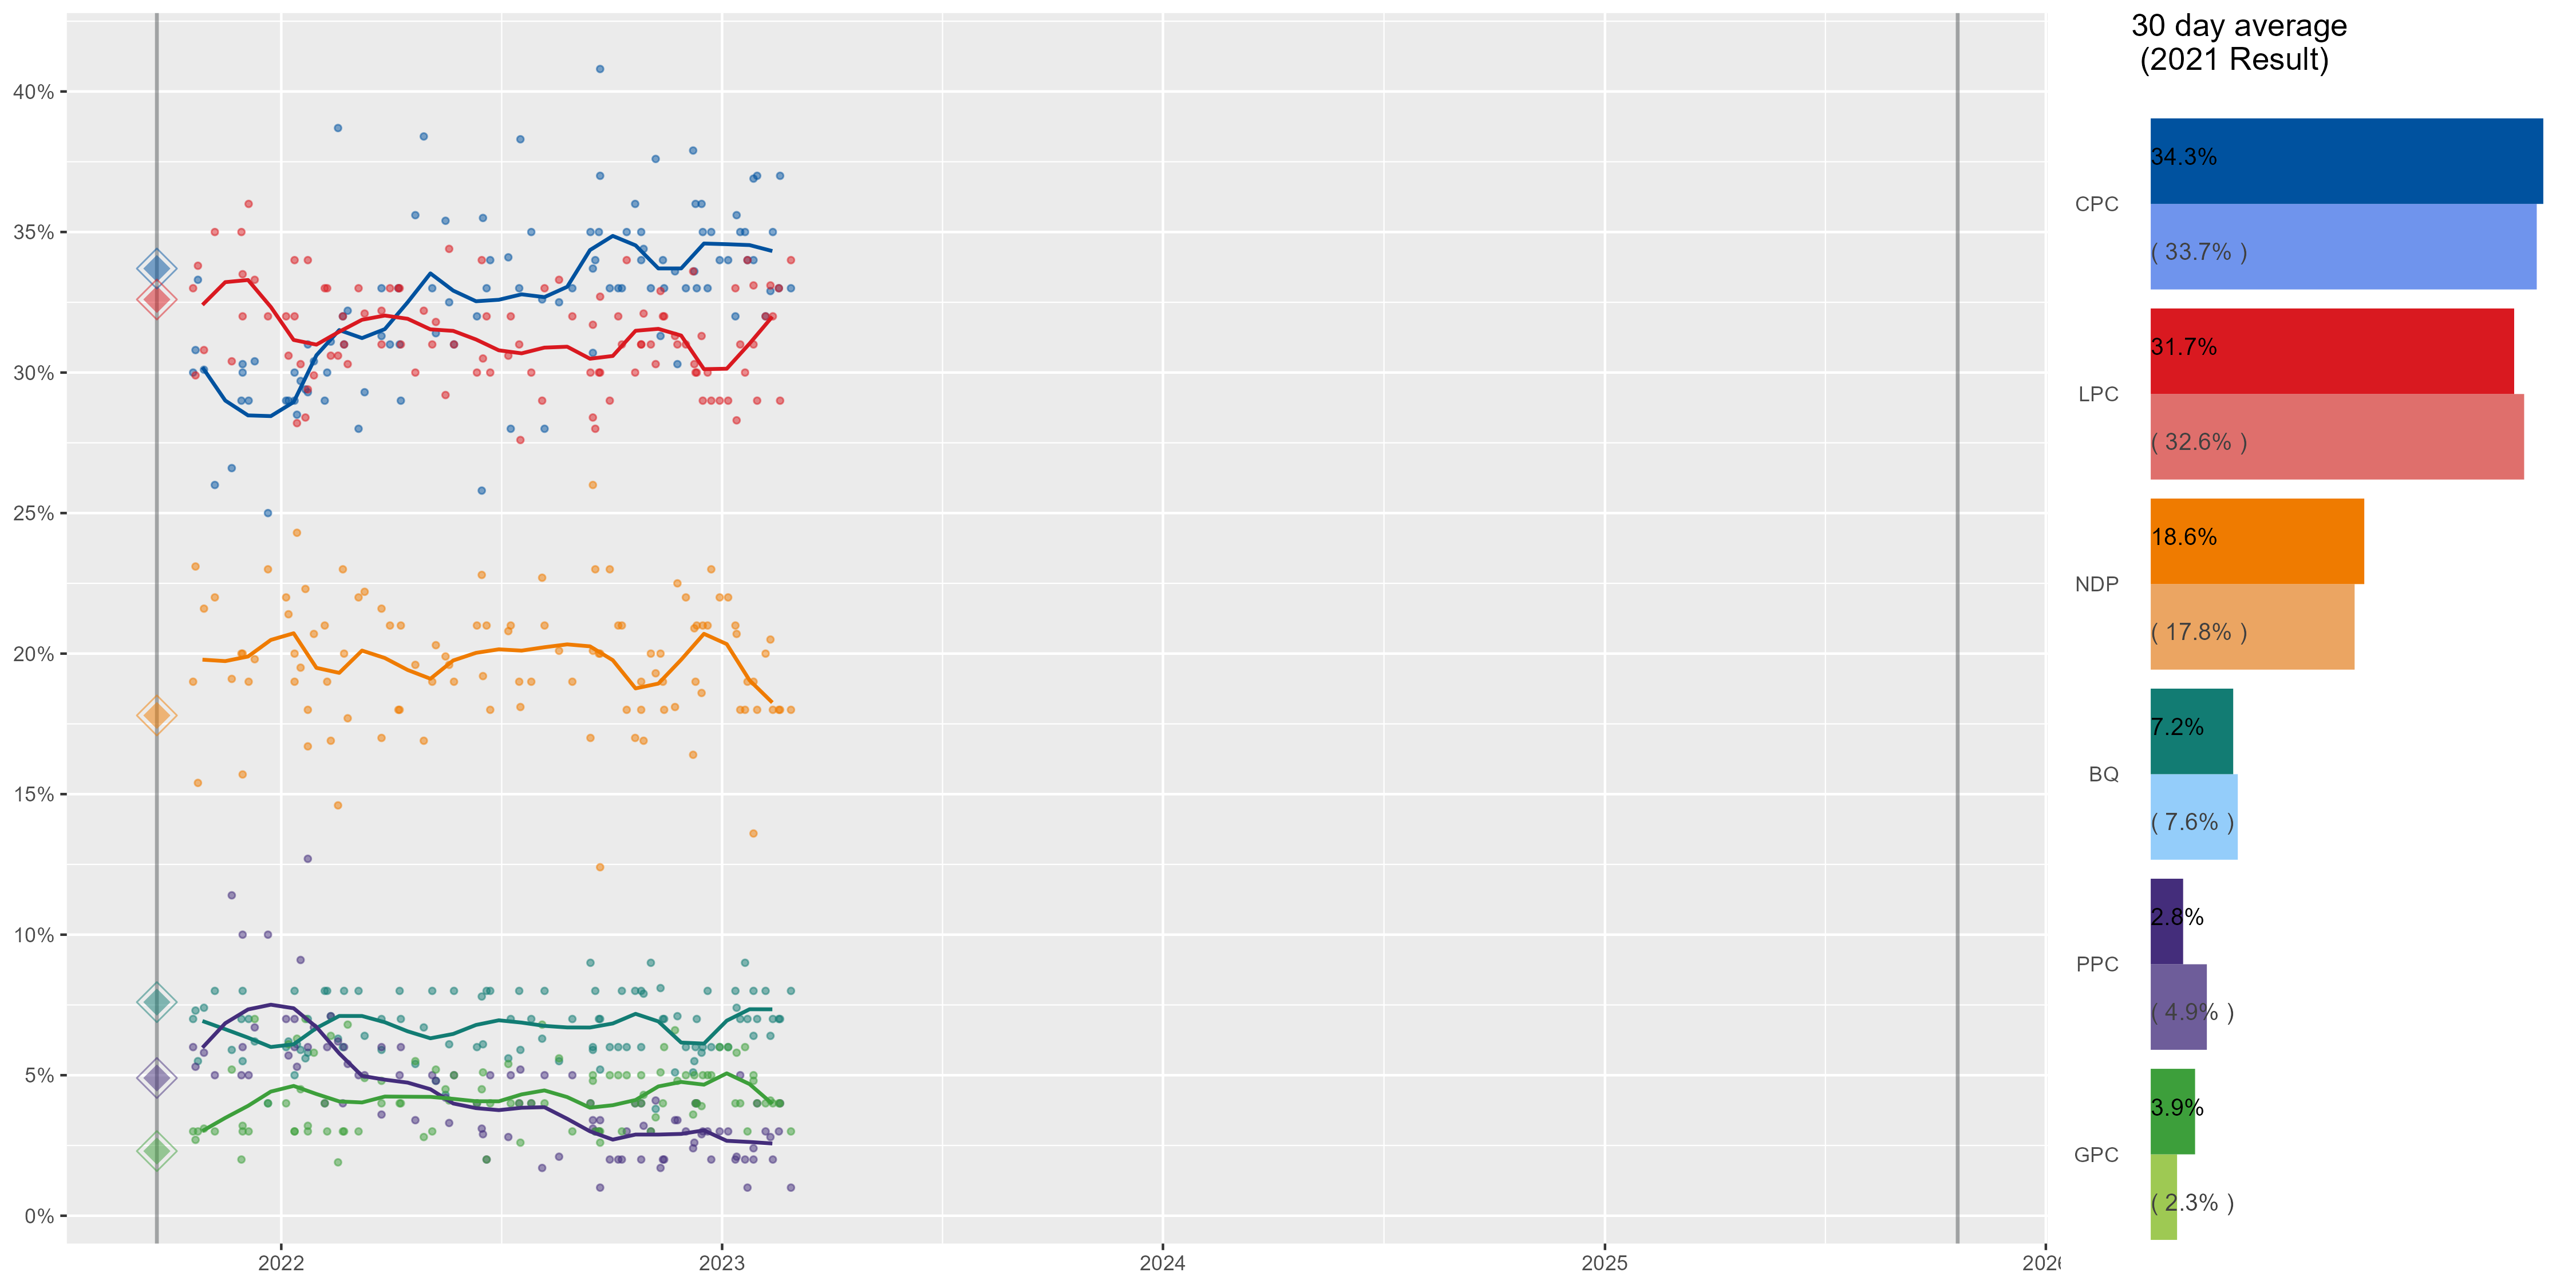 30 day average
(2021 Result)
40%
35%
30%
25%
20%
15%
10%
5%
0%
2022
2023
2024
2025
CPC
34.3%
( 33.7% )
LPC
31.7%
( 32.6% )
NDP
18.6%
( 17.8% )
BQ
7.2%
( 7.6% )
PPC
2.8%
( 4.9% )
GPC
3.9%
( 2.3% )